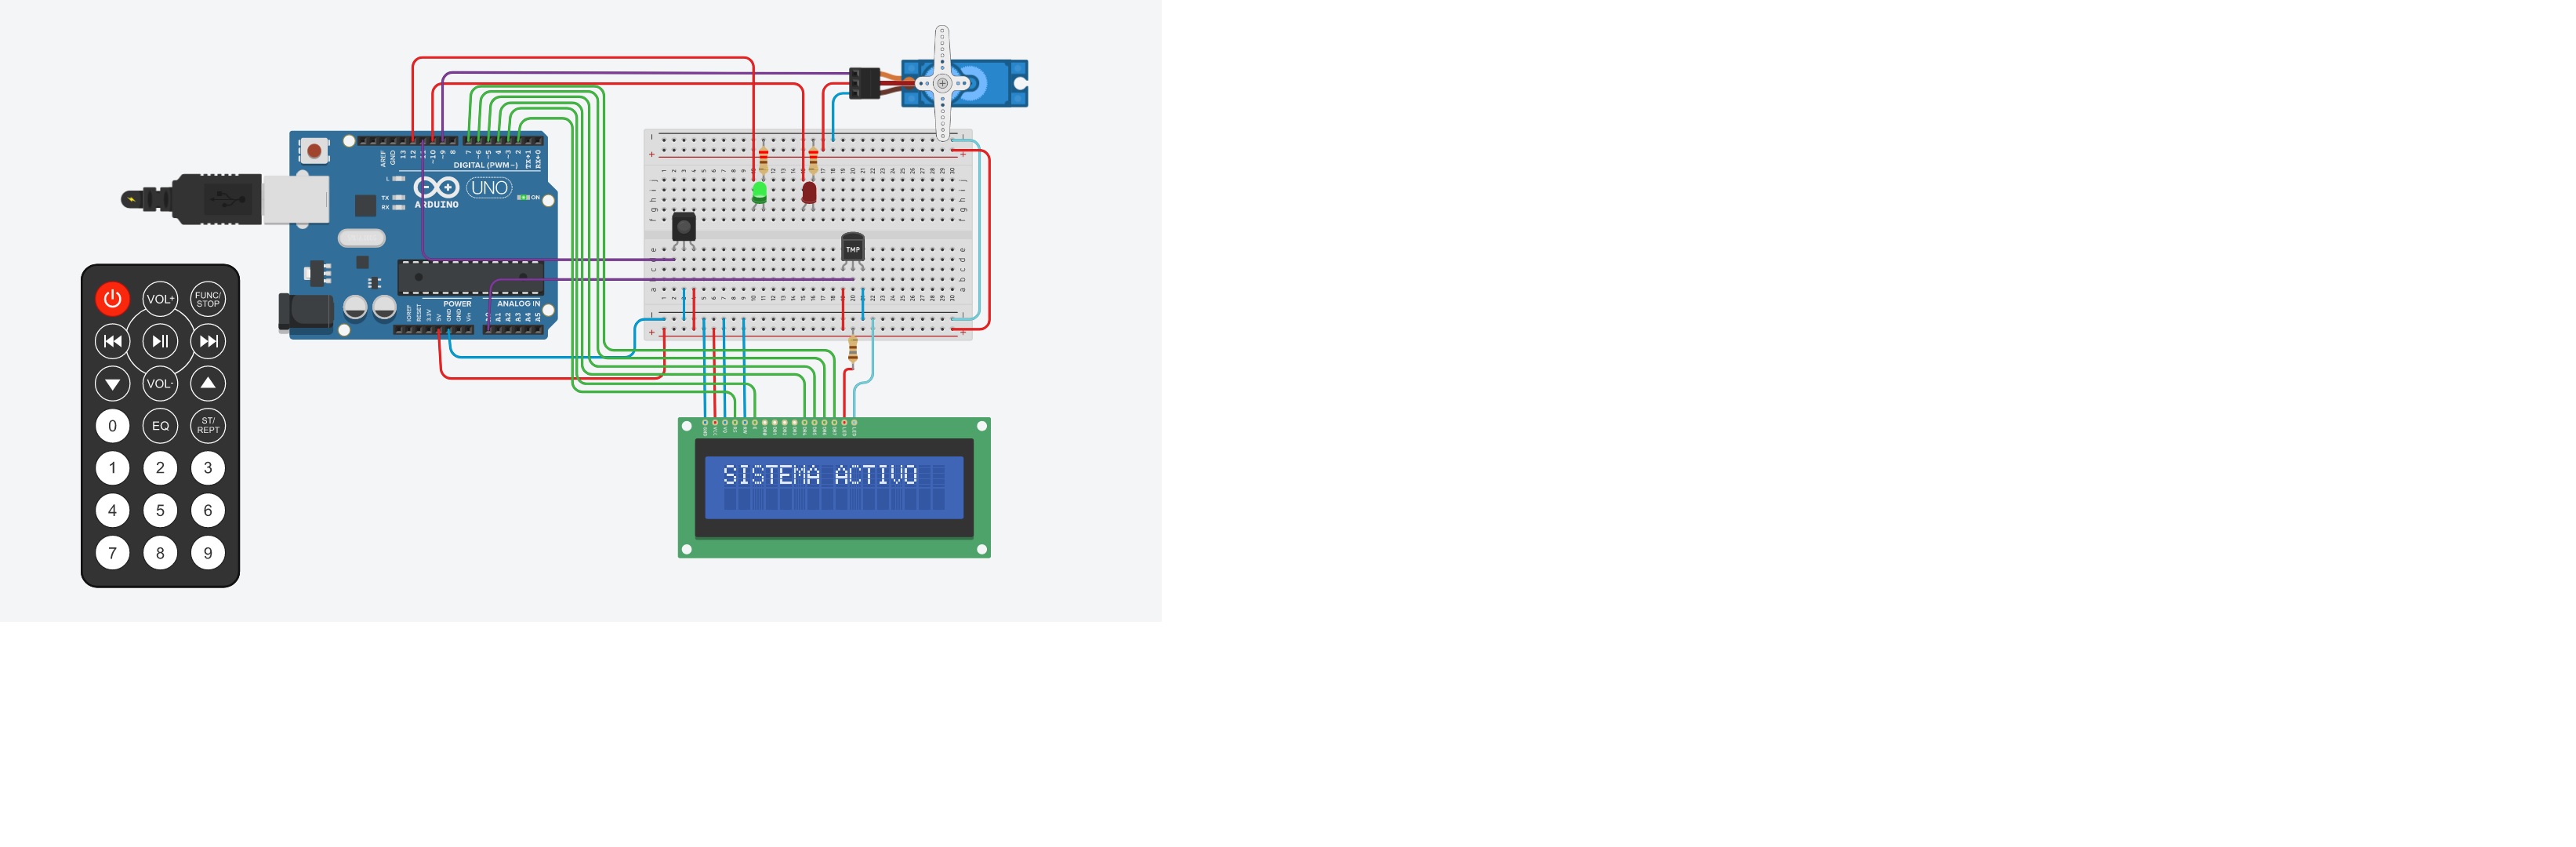 AREF
GND
13
12
~10
~9
8
7
~6
~5
4
~3
2
TX→1
RX←0
DIGITAL (PWM~)
L
TX
RX
UNO
ARDUINO
ON
POWER
ANALOG IN
IOREF
RESET
3.3V
5V
GND
GND
Vin
A1
A2
A3
A4
A5
VOL+
FUNC/
STOP
VOL-
0
EQ
ST/
REPT
1 2 3
4 5 6
7 8 9
TMP
SISTEMA ACTIVO